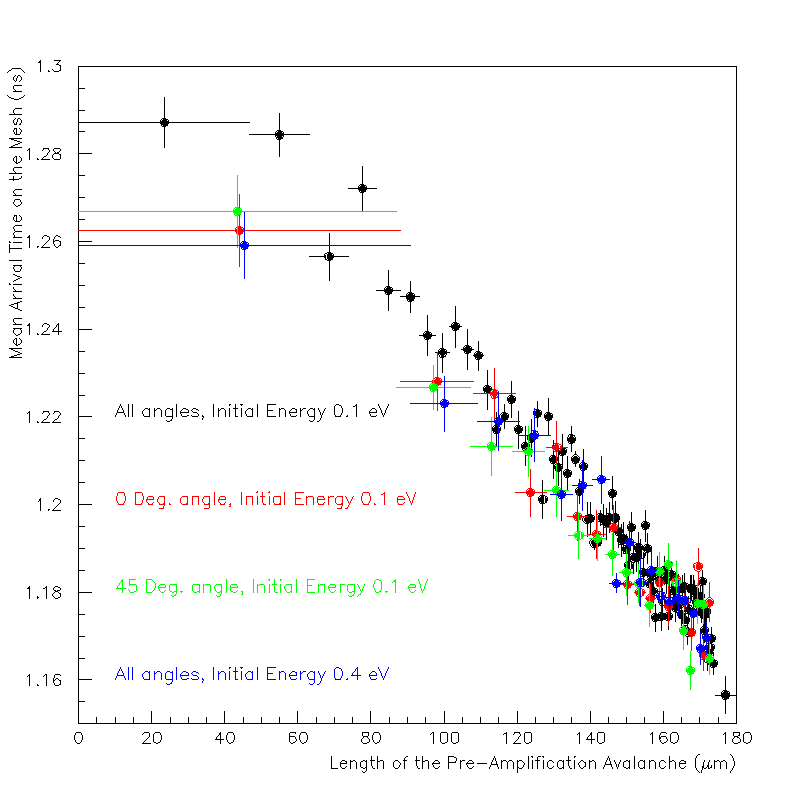 Mean Arrival Time on the Mesh (ns)
1.3
1.28
1.26
1.24
1.22
1.2
1.18
1.16
All angles, Initial Energy 0.1 eV
0 Deg. angle, Initial Energy 0.1 eV
45 Deg. angle, Initial Energy 0.1 eV
All angles, Initial Energy 0.4 eV
0 20 40 60 80 100 120 140 160 180
Length of the Pre-Amplification Avalanche (μm)